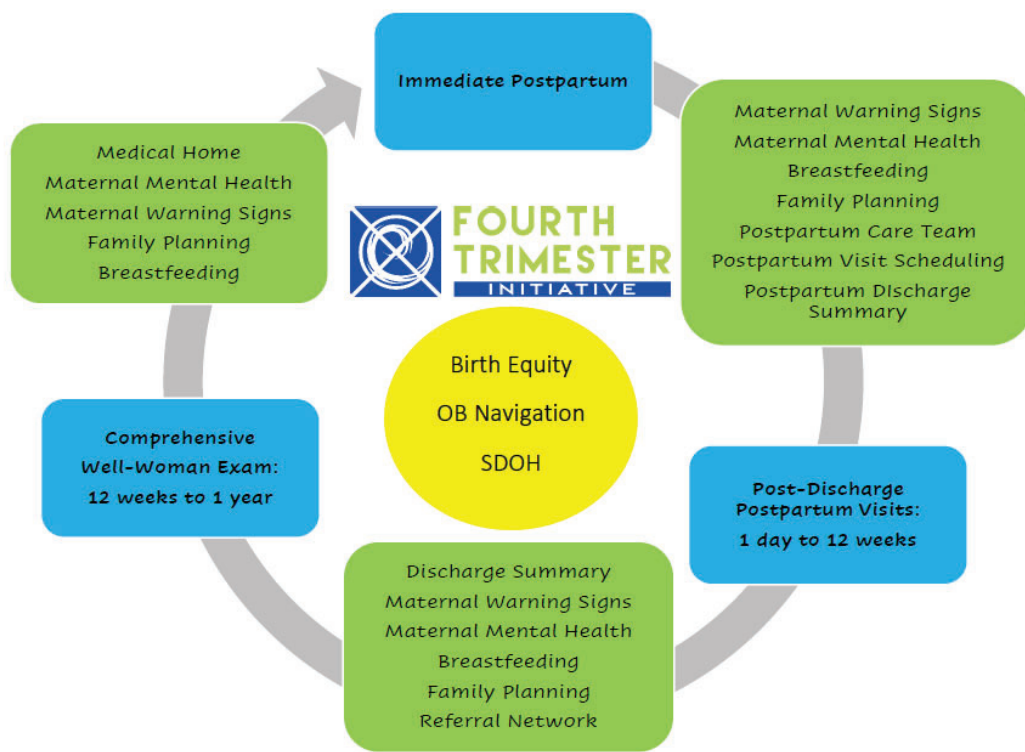 Immediate Postpartum
Maternal Warning Signs
Maternal Mental Health
Breastfeeding
Family Planning
Postpartum Care Team
Postpartum Visit Scheduling
Postpartum DIscharge
Summary
Post-Discharge
Postpartum Visits:
1 day to 12 weeks
Discharge Summary
Maternal Warning Signs
Maternal Mental Health
Breastfeeding
Family Planning
Referral Network
Comprehensive
Well-Woman Exam:
12 weeks to 1 year
Medical Home
Maternal Mental Health
Maternal Warning Signs
Family Planning
Breastfeeding
FOURTH
TRIMESTER
INITIATIVE
Birth Equity
OB Navigation
SDOH